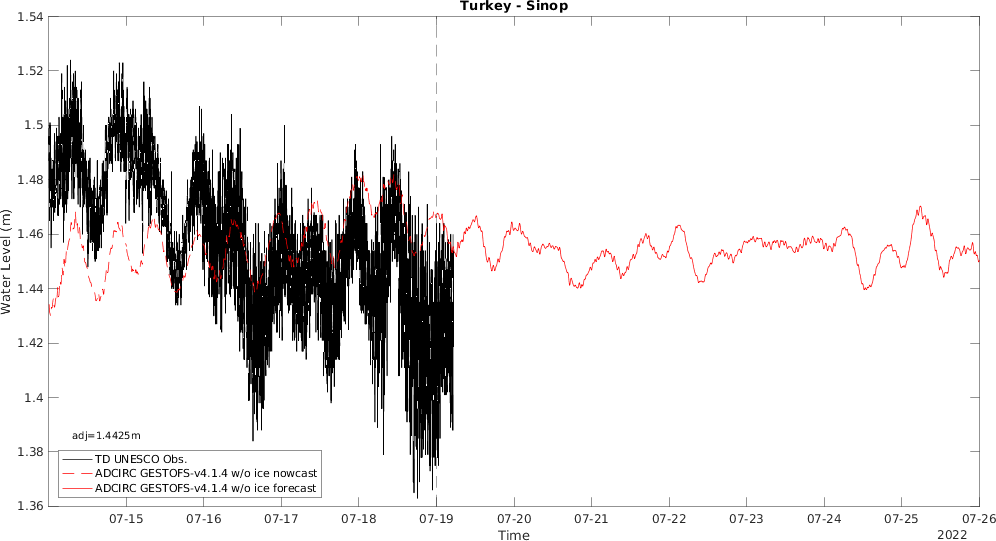 Turkey - Sinop
1.54
1.52
1.5
1.48
1.46
1.44
1.42
1.4
1.38
1.36
Water Level (m)
adj=1.4425m
TD UNESCO Obs.
ADCIRC GESTOFS-v4.1.4 w/o ice nowcast
ADCIRC GESTOFS-v4.1.4 w/o ice forecast
07-15 07-16 07-17 07-18 07-19 07-20 07-21 07-22 07-23 07-24 07-25 07-26
Time
2022